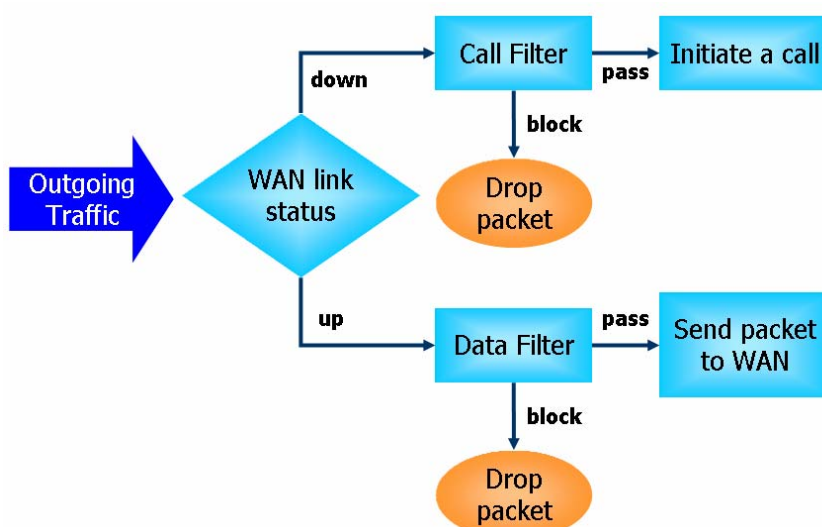 Outgoing
Traffic
WAN link
status
down
Call Filter
pass
Initiate a call
block
Drop
packet
up
Data Filter
pass
Send packet
to WAN
block
Drop
packet